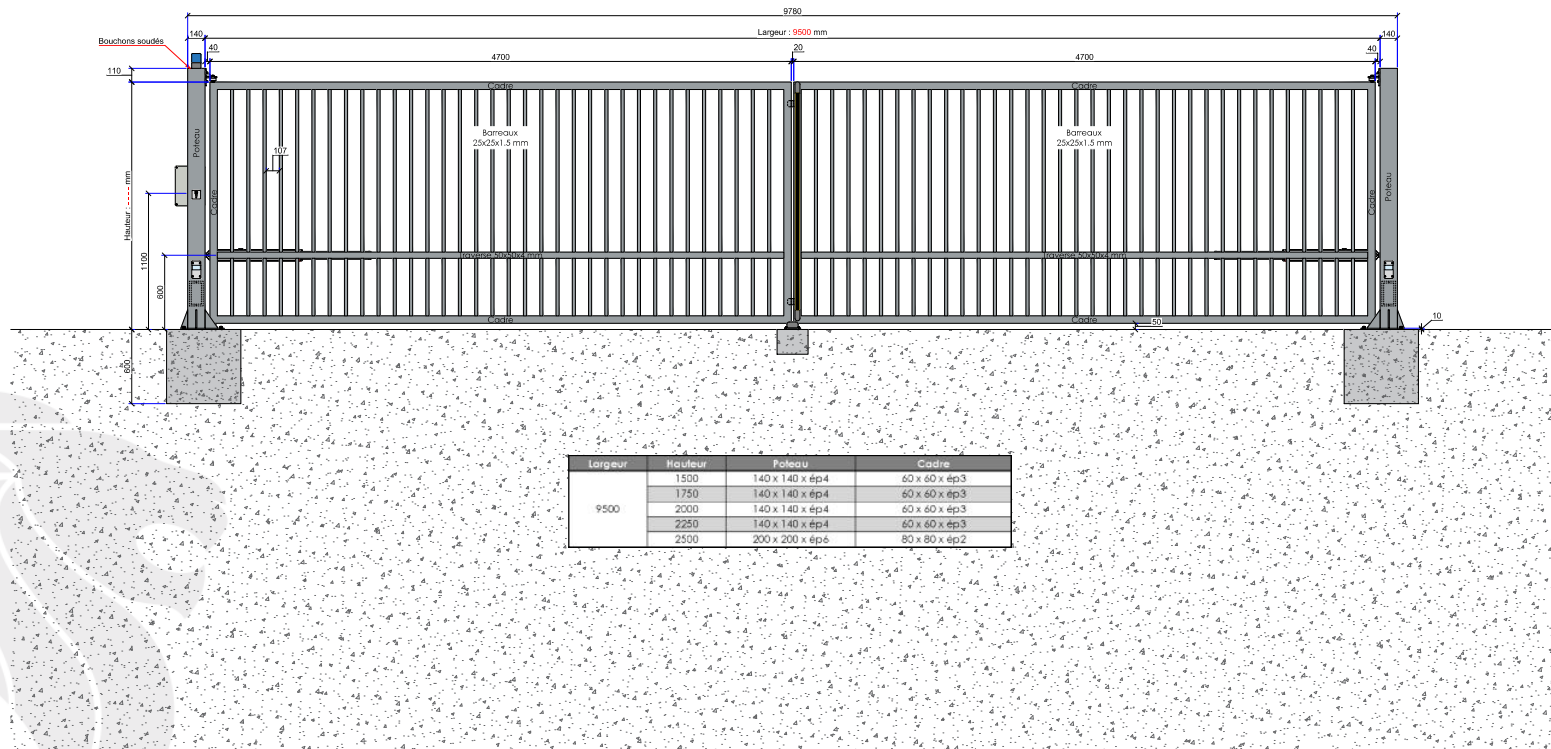 9780
140
Largeur : 9500 mm
140
Bouchons soudés
40
4700
20
4700
40
110
Cadre
Cadre
Poteau
Barreaux
25x25x1.5 mm
Barreaux
25x25x1.5 mm
107
Hauteur : ---- mm
Cadre
Cadre
Poteau
1100
600
Traverse 50x50x4 mm
Traverse 50x50x4 mm
Cadre
Cadre
50
10
600
Largeur Hauteur Poteau Cadre
9500
1500 140 x 140 x ép4 60 x 60 x ép3
1750 140 x 140 x ép4 60 x 60 x ép3
2000 140 x 140 x ép4 60 x 60 x ép3
2250 140 x 140 x ép4 60 x 60 x ép3
2500 200 x 200 x ép6 80 x 80 x ép2